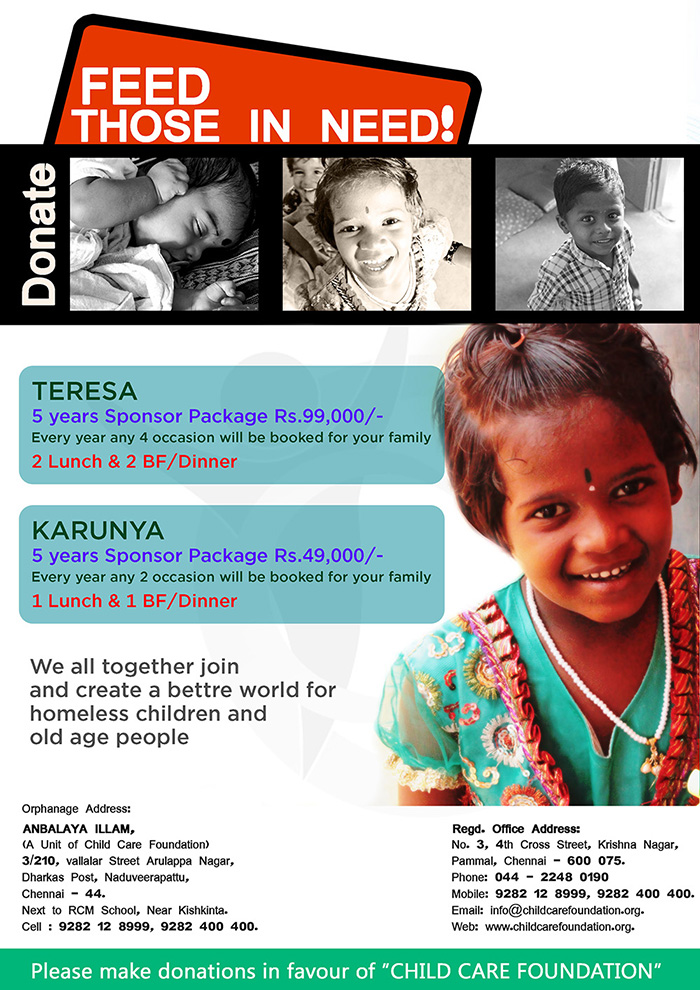 FEED
THOSE IN NEED!
Donate
TERESA
5 years Sponsor Package Rs.99,000/-
Every year any 4 occasion will be booked for your family
2 Lunch & 2 BF/Dinner
KARUNYA
5 years Sponsor Package Rs.49,000/-
Every year any 2 occasion will be booked for your family
1 Lunch & 1 BF/Dinner
We all together join
and create a bettre world for
homeless children and
old age people
Orphanage Address:
ANBALAYA ILLAM,
(A Unit of Child Care Foundation)
3/210, vallalar Street Arulappa Nagar,
Dharkas Post, Naduveerapattu,
Chennai - 44.
Next to RCM School, Near Kishkinta.
Cell : 9282 12 8999, 9282 400 400.
Regd. Office Address:
No. 3, 4th Cross Street, Krishna Nagar,
Pammal, Chennai - 600 075.
Phone: 044 - 2248 0190
Mobile: 9282 12 8999, 9282 400 400.
Email: info@childcarefoundation.org.
Web: www.childcarefoundation.org.
Please make donations in favour of "CHILD CARE FOUNDATION"